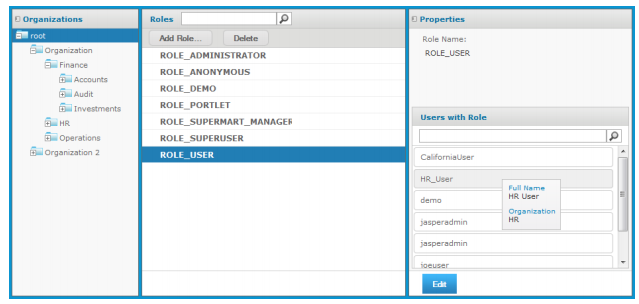 Organizations
root
Organization
Finance
Accounts
Audit
Investments
HR
Operations
Organization 2
Roles
Add Role... Delete
ROLE_ADMINISTRATOR
ROLE_ANONYMOUS
ROLE_DEMO
ROLE_PORTLET
ROLE_SUPERMART_MANAGER
ROLE_SUPERUSER
ROLE_USER
Properties
Role Name:
ROLE_USER
Users with Role
CaliforniaUser
HR_User
demo
jasperadmin
jasperadmin
joeuser
Full Name
HR User
Organization
HR
Edit